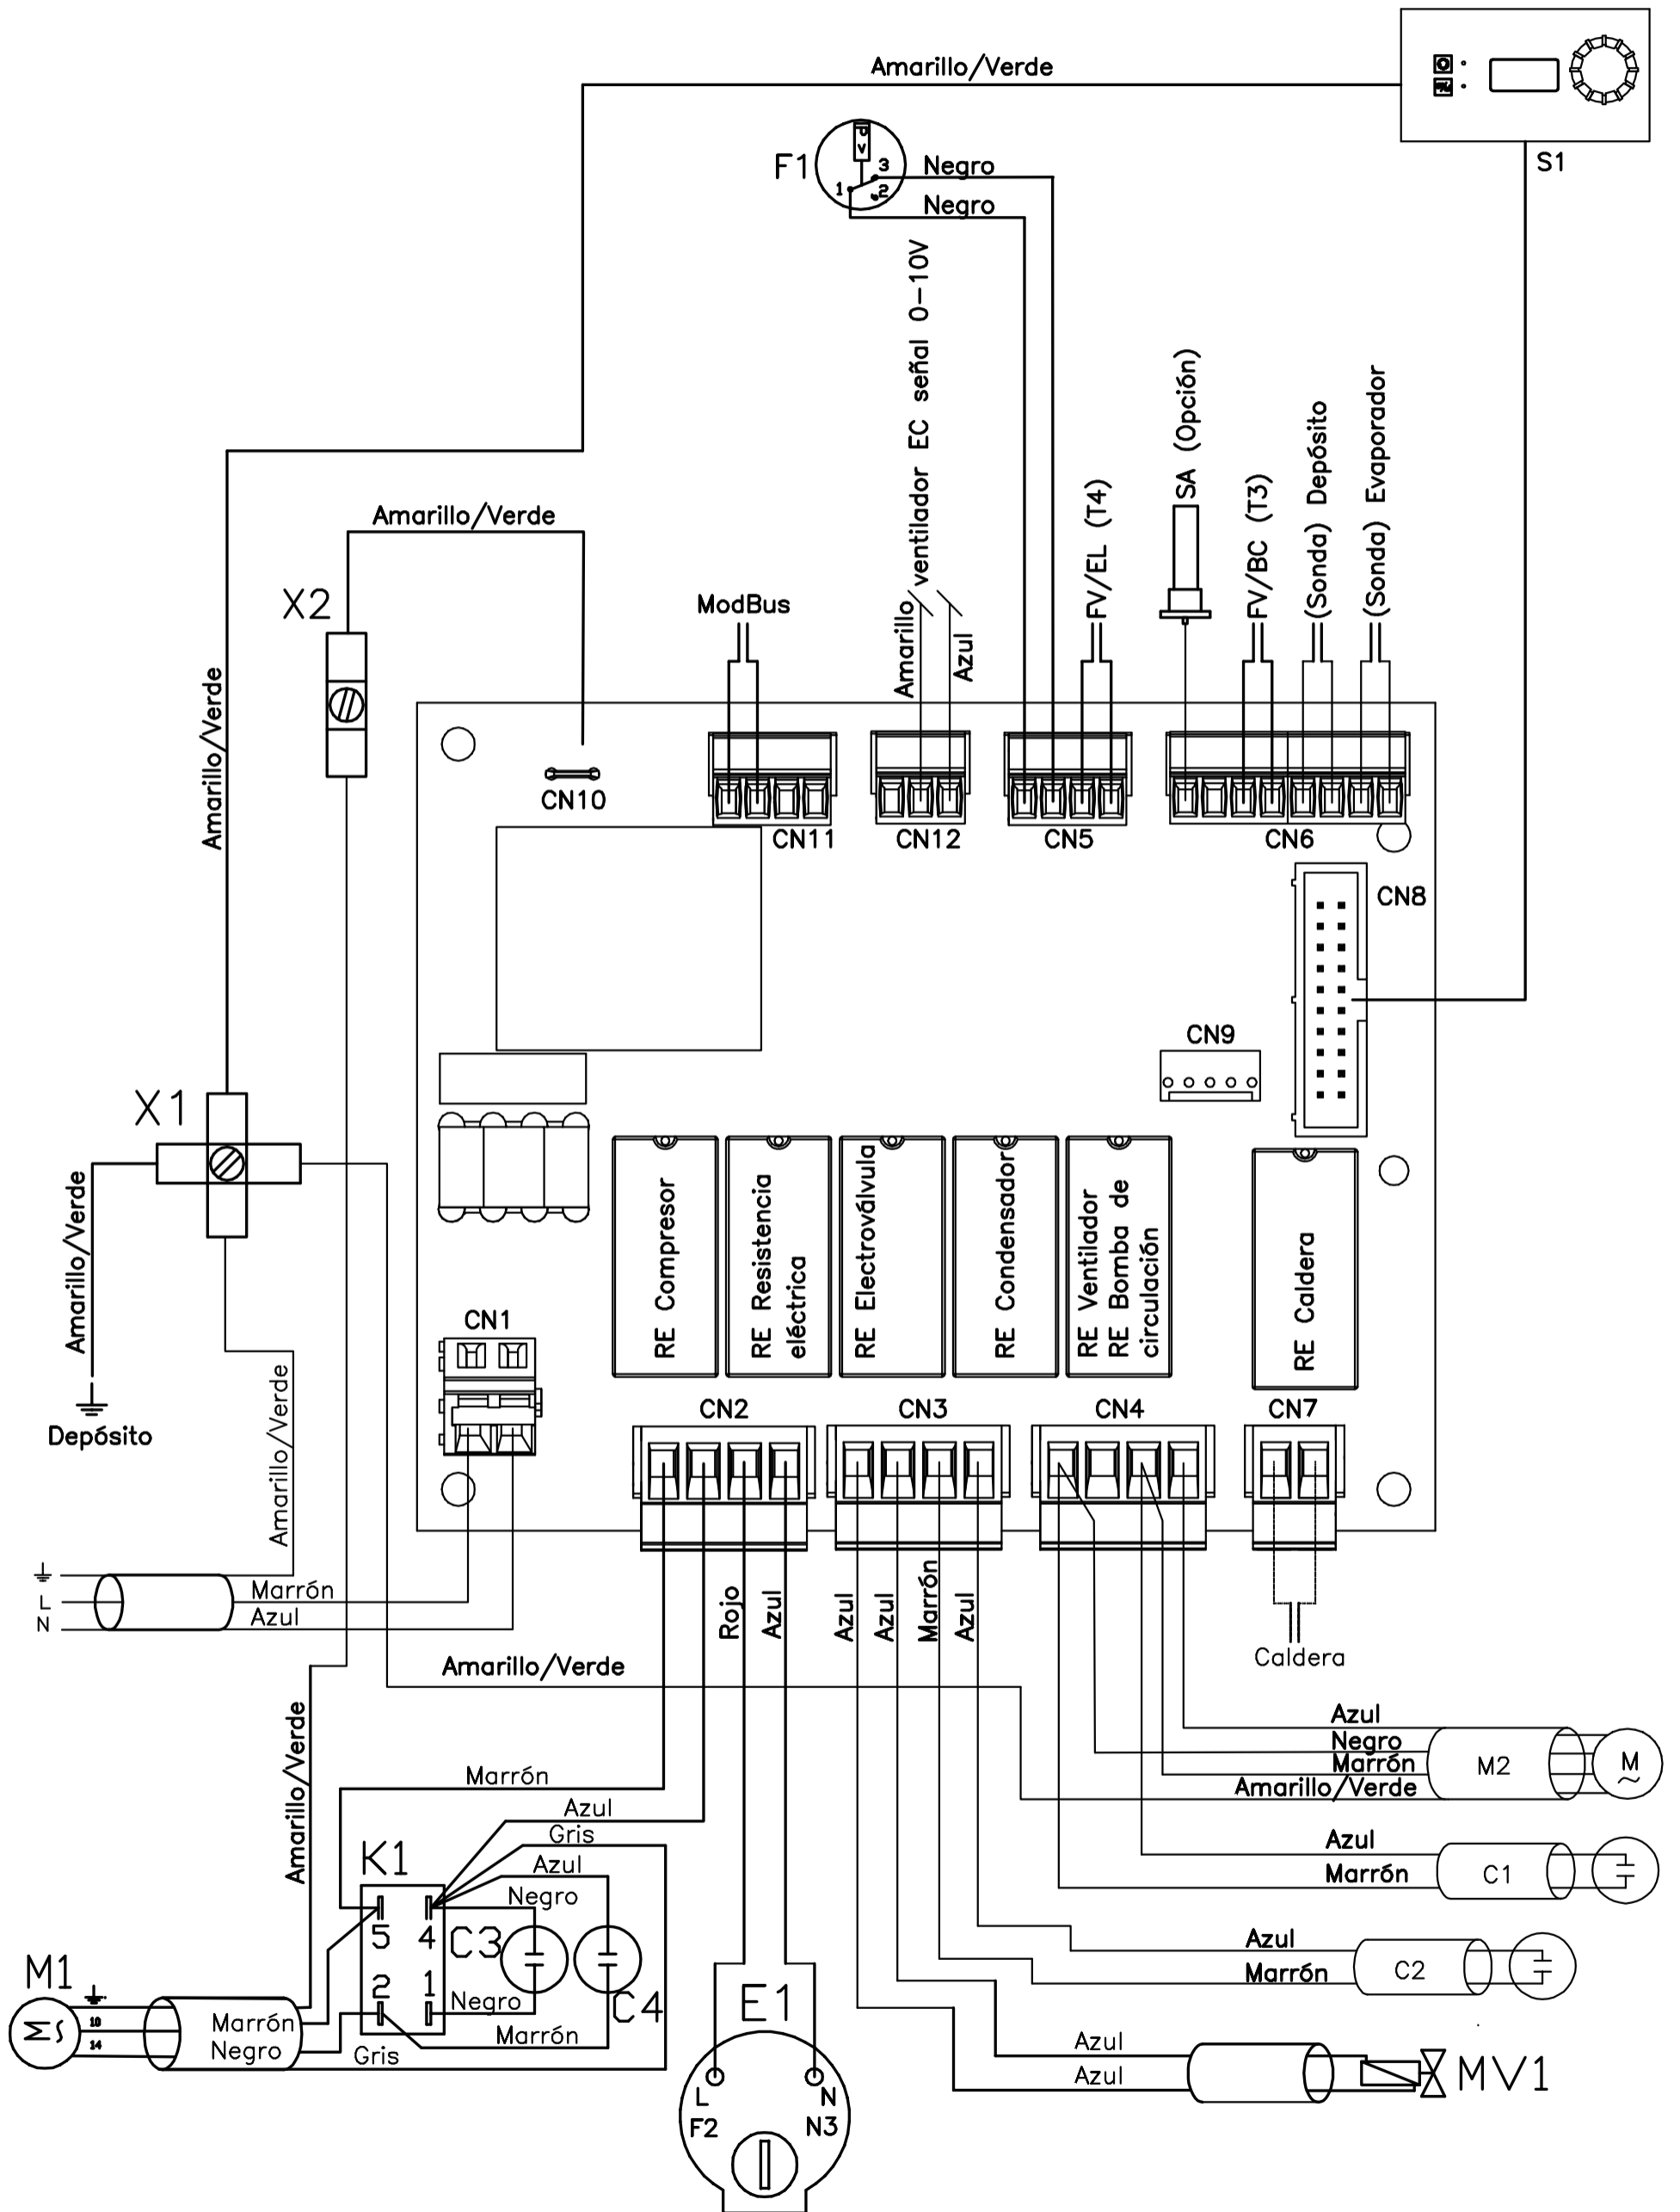 Amarillo/Verde
S1
F1
P
v
3
1
2
Negro
Negro
ventilador EC señal 0-10V
Amarillo
Azul
SA (Opción)
FV/EL (T4)
FV/BC (T3)
(Sonda) Depósito
(Sonda) Evaporador
Amarillo/Verde
X2
ModBus
Amarillo/Verde
CN10
CN11
CN12
CN5
CN6
CN8
CN9
X1
Amarillo/Verde
Depósito
Amarillo/Verde
CN1
RE Compresor
RE Resistencia
eléctrica
RE Electroválvula
RE Condensador
RE Ventilador
RE Bomba de
circulación
RE Caldera
CN2
CN3
CN4
CN7
L
N
Marrón
Azul
Rojo
Azul
Azul
Azul
Marrón
Azul
Caldera
Amarillo/Verde
Amarillo/Verde
Azul
Negro
Marrón
Amarillo/Verde
M2
M
~
Marrón
Azul
Gris
Azul
Negro
K1
5
4
2
1
C3
C4
Negro
Marrón
Azul
Marrón
C1
Azul
Marrón
C2
M1
M
10
14
Marrón
Negro
Gris
E1
L
N
F2
N3
Azul
Azul
MV1